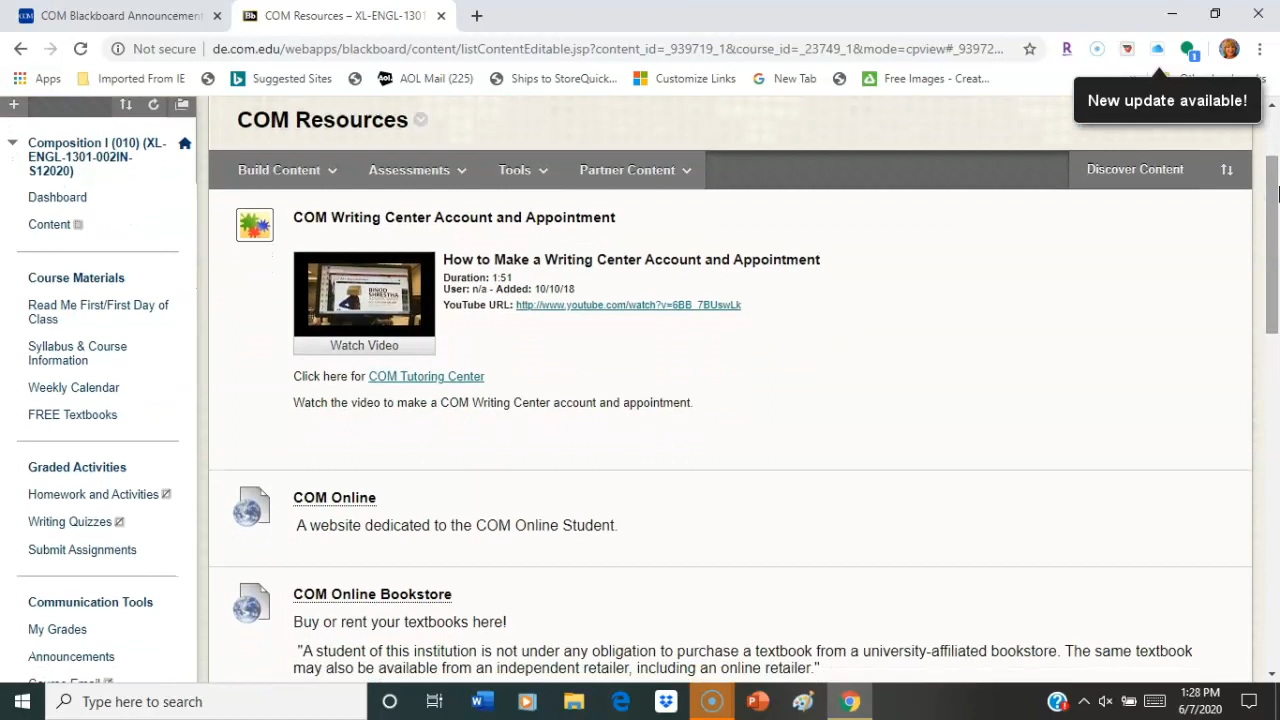 COM Blackboard Announcement
COM Resources – XL-ENGL-1301
Not secure
de.com.edu/webapps/blackboard/content/listContentEditable.jsp?content_id=_939719_1&course_id=_23749_1&mode=cpview#_93972...
1
Apps
Imported From IE
Suggested Sites
AOL Mail (225)
Ships to StoreQuick...
Customize Links
New Tab
Free Images - Creat...
New update available!
Composition I (010) (XL-
ENGL-1301-002IN-
S12020)
Dashboard
Content
Course Materials
Read Me First/First Day of
Class
Syllabus & Course
Information
Weekly Calendar
FREE Textbooks
Graded Activities
Homework and Activities
Writing Quizzes
Submit Assignments
Communication Tools
My Grades
Announcements
COM Resources
Build Content
Assessments
Tools
Partner Content
Discover Content
COM Writing Center Account and Appointment
How to Make a Writing Center Account and Appointment
Duration: 1:51
User: n/a - Added: 10/10/18
YouTube URL: http://www.youtube.com/watch?v=6BB_7BUswLk
BINOD
SHRESTHA
Watch Video
Click here for COM Tutoring Center
Watch the video to make a COM Writing Center account and appointment.
COM Online
A website dedicated to the COM Online Student.
COM Online Bookstore
Buy or rent your textbooks here!
"A student of this institution is not under any obligation to purchase a textbook from a university-affiliated bookstore. The same textbook
may also be available from an independent retailer, including an online retailer."
Type here to search
1:28 PM
6/7/2020